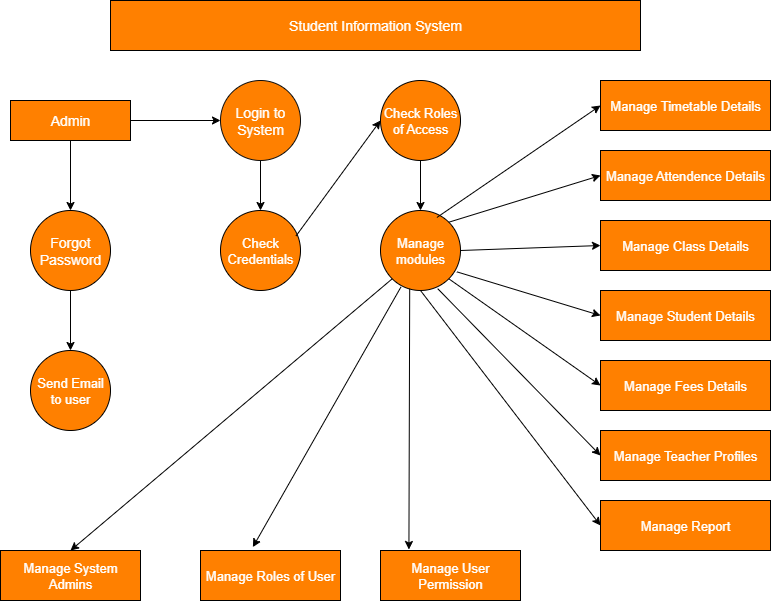 Student Information System
Admin
Login to
System
Check Roles
of Access
Manage Timetable Details
Manage Attendence Details
Forgot
Password
Check
Credentials
Manage
modules
Manage Class Details
Manage Student Details
Send Email
to user
Manage Fees Details
Manage Teacher Profiles
Manage Report
Manage System
Admins
Manage Roles of User
Manage User
Permission